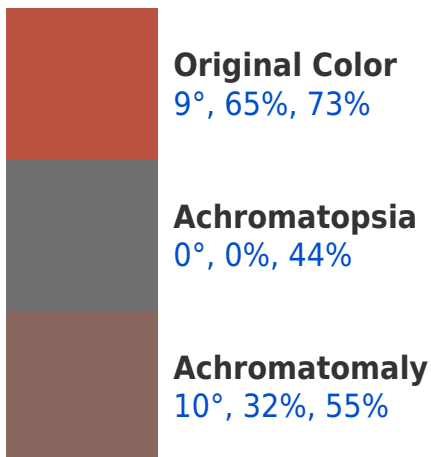 Original Color
9°, 65%, 73%
Achromatopsia
0°, 0%, 44%
Achromatomaly
10°, 32%, 55%